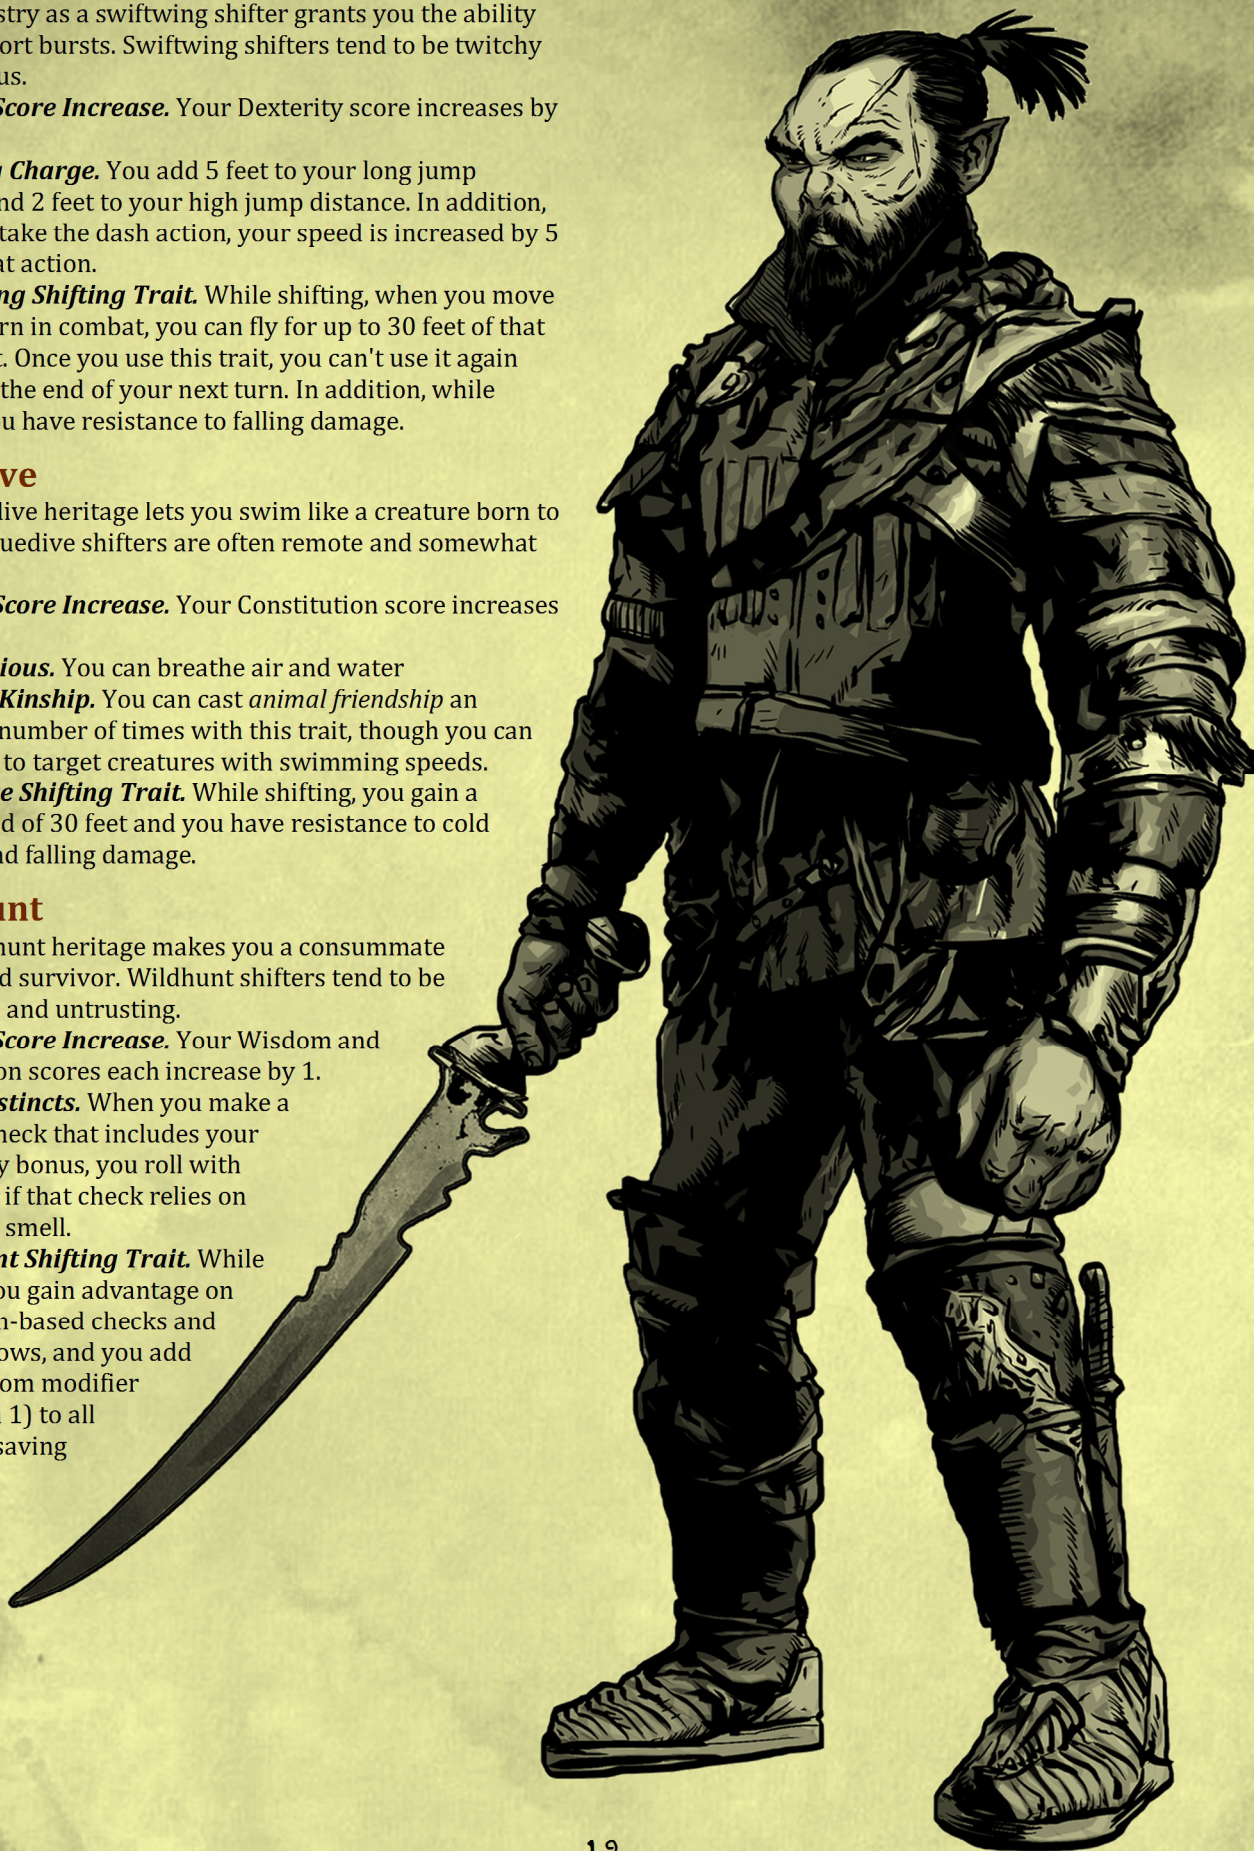 stry as a swiftwing shifter grants you the ability
ort bursts. Swiftwing shifters tend to be twitchy
us.
Score Increase. Your Dexterity score increases by
g Charge. You add 5 feet to your long jump
nd 2 feet to your high jump distance. In addition,
take the dash action, your speed is increased by 5
at action.
ng Shifting Trait. While shifting, when you move
rn in combat, you can fly for up to 30 feet of that
t. Once you use this trait, you can't use it again
the end of your next turn. In addition, while
ou have resistance to falling damage.
ve
dive heritage lets you swim like a creature born to
quedive shifters are often remote and somewhat
Score Increase. Your Constitution score increases
ious. You can breathe air and water
Kinship. You can cast animal friendship an
number of times with this trait, though you can
to target creatures with swimming speeds.
e Shifting Trait. While shifting, you gain a
d of 30 feet and you have resistance to cold
nd falling damage.
unt
hunt heritage makes you a consummate
d survivor. Wildhunt shifters tend to be
and untrusting.
Score Increase. Your Wisdom and
on scores each increase by 1.
stincts. When you make a
heck that includes your
y bonus, you roll with
if that check relies on
smell.
nt Shifting Trait. While
ou gain advantage on
m-based checks and
ows, and you add
om modifier
1) to all
saving
19